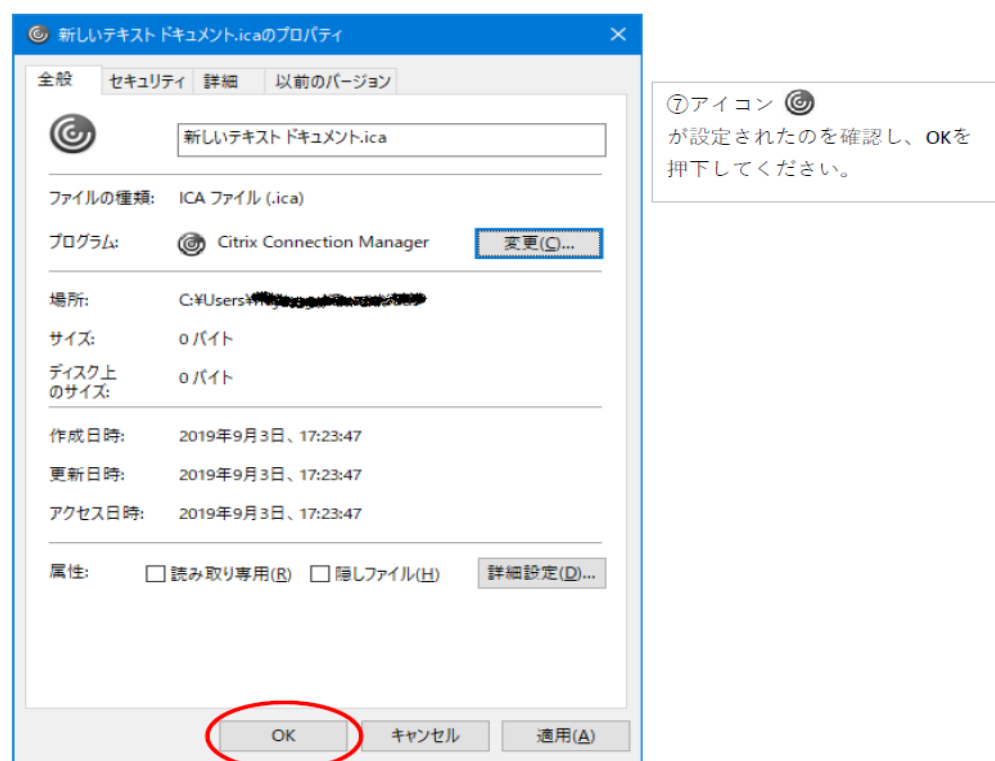 新しいテキスト ドキュメント.icaのプロパティ
全般 セキュリティ 詳細 以前のバージョン
新しいテキスト ドキュメント.ica
ファイルの種類: ICA ファイル (.ica)
プログラム: Citrix Connection Manager 変更(C)...
場所: C:¥Users¥
サイズ: 0 バイト
ディスク上
のサイズ: 0 バイト
作成日時: 2019年9月3日、17:23:47
更新日時: 2019年9月3日、17:23:47
アクセス日時: 2019年9月3日、17:23:47
属性: 読み取り専用(R) 隠しファイル(H) 詳細設定(D)...
OK キャンセル 適用(A)
⑦アイコン
が設定されたのを確認し、OKを
押下してください。